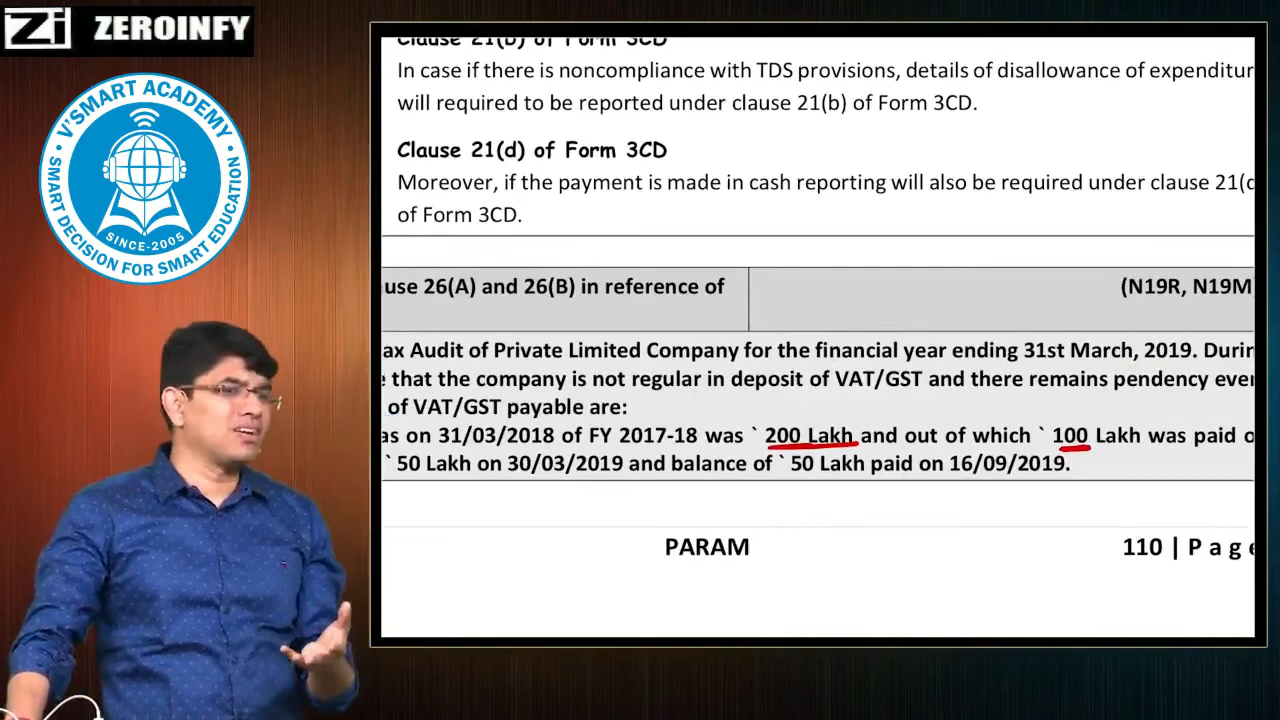 Zi ZEROINFY
V'SMART ACADEMY
SINCE-2005
SMART DECISION FOR SMART EDUCATION
Clause 21(b) of Form 3CD
In case if there is noncompliance with TDS provisions, details of disallowance of expenditur
will required to be reported under clause 21(b) of Form 3CD.
Clause 21(d) of Form 3CD
Moreover, if the payment is made in cash reporting will also be required under clause 21(d
of Form 3CD.
use 26(A) and 26(B) in reference of
(N19R, N19M)
ax Audit of Private Limited Company for the financial year ending 31st March, 2019. Durin
e that the company is not regular in deposit of VAT/GST and there remains pendency ever
of VAT/GST payable are:
as on 31/03/2018 of FY 2017-18 was ` 200 Lakh and out of which ` 100 Lakh was paid o
` 50 Lakh on 30/03/2019 and balance of ` 50 Lakh paid on 16/09/2019.
PARAM
110 | P a g e